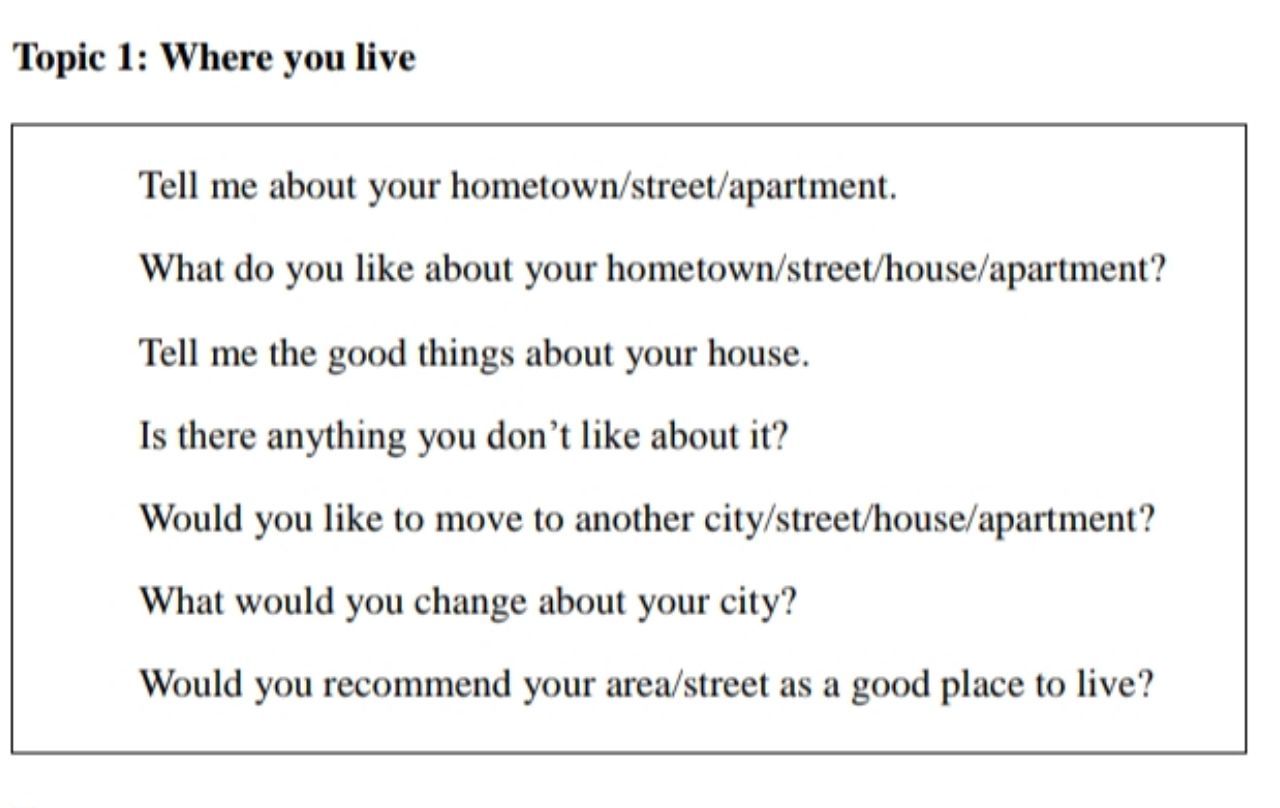 Topic 1: Where you live
Tell me about your hometown/street/apartment.
What do you like about your hometown/street/house/apartment?
Tell me the good things about your house.
Is there anything you don’t like about it?
Would you like to move to another city/street/house/apartment?
What would you change about your city?
Would you recommend your area/street as a good place to live?